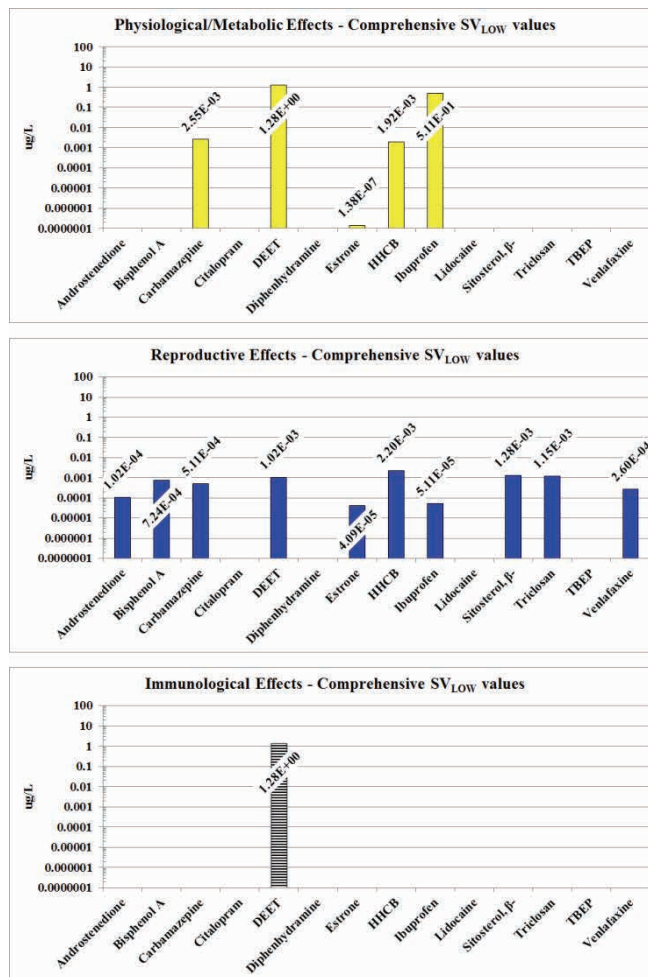 Physiological/Metabolic Effects - Comprehensive SVLOW values
100
10
1
0.1
0.01
0.001
0.0001
0.00001
0.000001
0.0000001
ug/L
2.55E-03
1.28E+00
1.38E-07
1.92E-03
5.11E-01
Androstenedione
Bisphenol A
Carbamazepine
Citalopram
DEET
Diphenhydramine
Estrone
HHCB
Ibuprofen
Lidocaine
Sitosterol, β-
Triclosan
TBEP
Venlafaxine
Reproductive Effects - Comprehensive SVLOW values
100
10
1
0.1
0.01
0.001
0.0001
0.00001
0.000001
0.0000001
ug/L
1.02E-04
7.24E-04
5.11E-04
1.02E-03
4.09E-05
2.20E-03
5.11E-05
1.28E-03
1.15E-03
2.60E-04
Androstenedione
Bisphenol A
Carbamazepine
Citalopram
DEET
Diphenhydramine
Estrone
HHCB
Ibuprofen
Lidocaine
Sitosterol, β-
Triclosan
TBEP
Venlafaxine
Immunological Effects - Comprehensive SVLOW values
100
10
1
0.1
0.01
0.001
0.0001
0.00001
0.000001
0.0000001
ug/L
1.28E+00
Androstenedione
Bisphenol A
Carbamazepine
Citalopram
DEET
Diphenhydramine
Estrone
HHCB
Ibuprofen
Lidocaine
Sitosterol, β-
Triclosan
TBEP
Venlafaxine